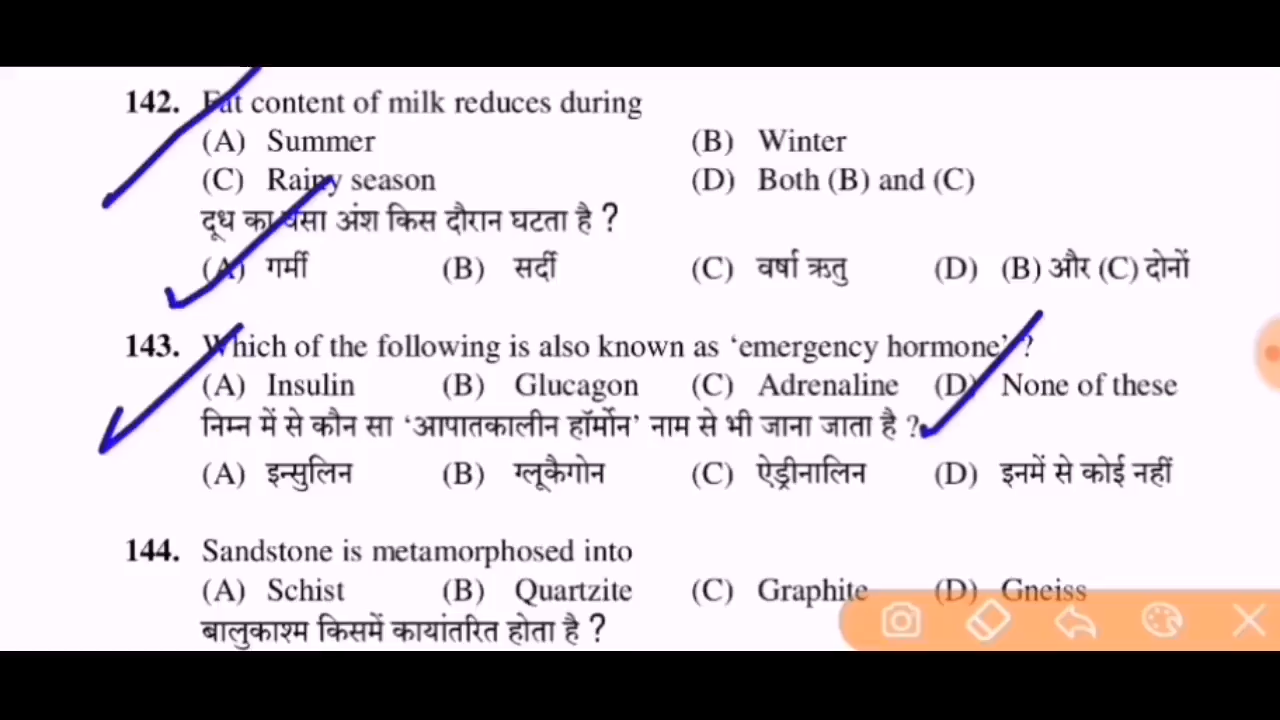 142. Fat content of milk reduces during
(A) Summer (B) Winter
(C) Rainy season (D) Both (B) and (C)
दूध का वसा अंश किस दौरान घटता है ?
(A) गर्मी (B) सर्दी (C) वर्षा ऋतु (D) (B) और (C) दोनों
143. Which of the following is also known as ‘emergency hormone’ ?
(A) Insulin (B) Glucagon (C) Adrenaline (D) None of these
निम्न में से कौन सा ‘आपातकालीन हॉर्मोन’ नाम से भी जाना जाता है ?
(A) इन्सुलिन (B) ग्लूकैगोन (C) ऐड्रीनालिन (D) इनमें से कोई नहीं
144. Sandstone is metamorphosed into
(A) Schist (B) Quartzite (C) Graphite (D) Gneiss
बालुकाश्म किसमें कायांतरित होता है ?